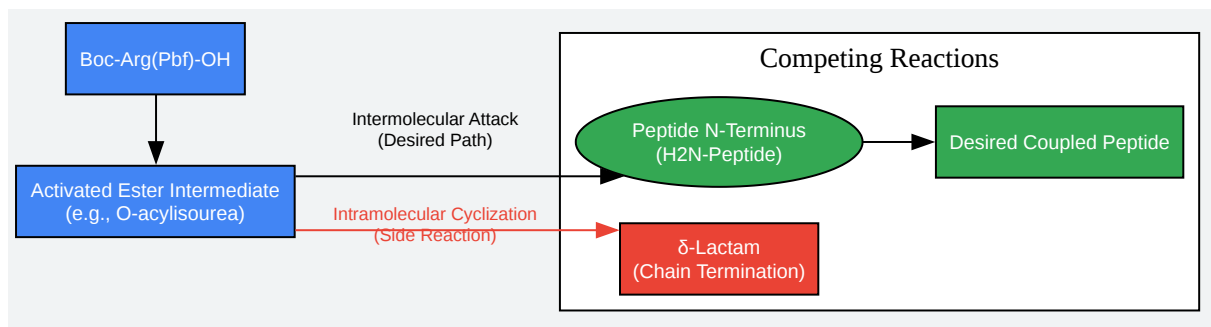 Boc-Arg(Pbf)-OH
Activated Ester Intermediate
(e.g., O-acylisourea)
Intermolecular Attack
(Desired Path)
Intramolecular Cyclization
(Side Reaction)
Competing Reactions
Peptide N-Terminus
(H2N-Peptide)
Desired Coupled Peptide
δ-Lactam
(Chain Termination)